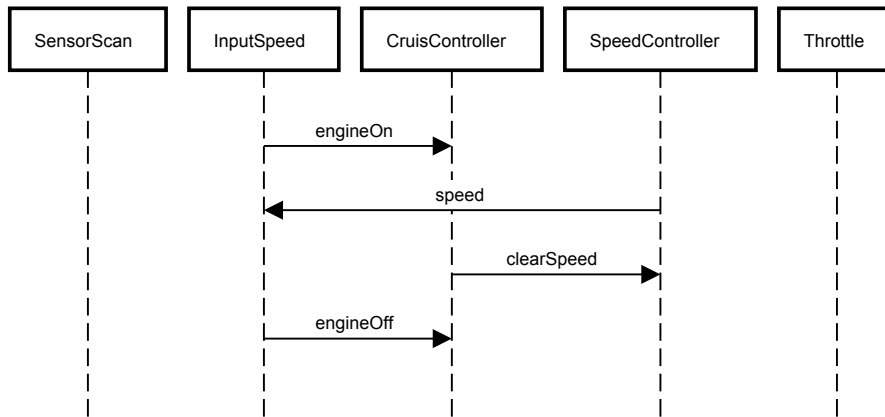 SensorScan
InputSpeed
CruisController
SpeedController
Throttle
engineOn
speed
clearSpeed
engineOff